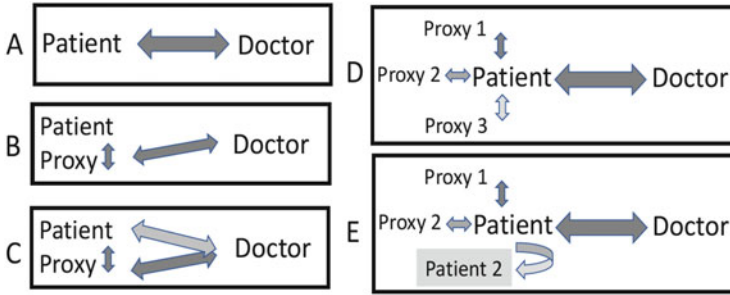 A
Patient Doctor
B
Patient
Proxy
Doctor
C
Patient
Proxy
Doctor
D
Proxy 1
Proxy 2 Patient Doctor
Proxy 3
E
Proxy 1
Proxy 2 Patient Doctor
Patient 2